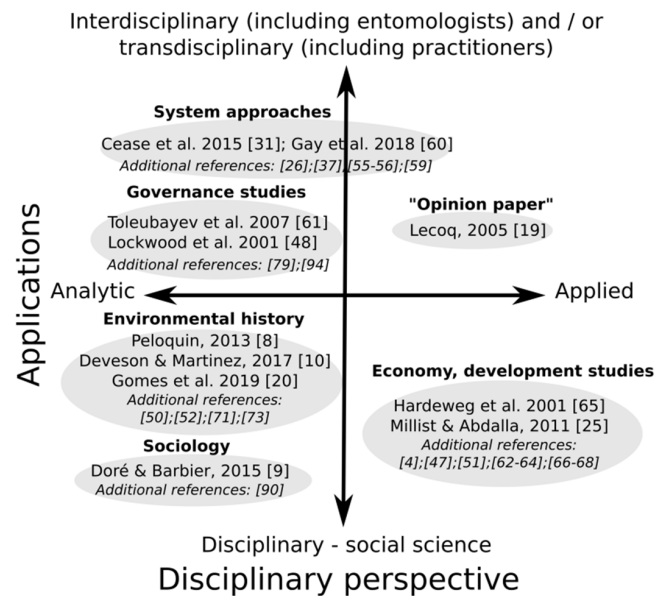 Interdisciplinary (including entomologists) and / or
transdisciplinary (including practitioners)
System approaches
Cease et al. 2015 [31]; Gay et al. 2018 [60]
Additional references: [26];[37];[55-56];[59]
Governance studies
Toleubayev et al. 2007 [61]
Lockwood et al. 2001 [48]
Additional references: [79];[94]
"Opinion paper"
Lecoq, 2005 [19]
Applications
Analytic
Applied
Environmental history
Peloquin, 2013 [8]
Deveson & Martinez, 2017 [10]
Gomes et al. 2019 [20]
Additional references:
[50];[52];[71];[73]
Economy, development studies
Hardeweg et al. 2001 [65]
Millist & Abdalla, 2011 [25]
Additional references:
[4];[47];[51];[62-64];[66-68]
Sociology
Doré & Barbier, 2015 [9]
Additional references: [90]
Disciplinary - social science
Disciplinary perspective